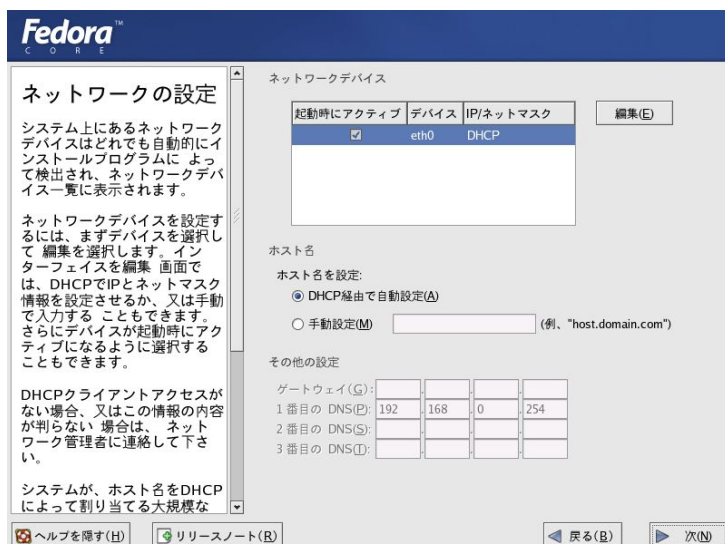 Fedora™
CORE
ネットワークの設定
システム上にあるネットワーク
デバイスはどれでも自動的にイ
ンストールプログラムに よっ
て検出され、ネットワークデバ
イス一覧に表示されます。
ネットワークデバイスを設定す
るには、まずデバイスを選択し
て 編集を選択します。イン
ターフェイスを編集 画面で
は、DHCPでIPとネットマスク
情報を設定させるか、又は手動
で入力する こともできます。
さらにデバイスが起動時にアク
ティブになるように選択する
こともできます。
DHCPクライアントアクセスが
ない場合、又はこの情報の内容
が判らない 場合は、 ネット
ワーク管理者に連絡して下さ
い。
システムが、ホスト名をDHCP
によって割り当てる大規模な
ネットワークデバイス
起動時にアクティブ デバイス IP/ネットマスク
eth0 DHCP
編集(E)
ホスト名
ホスト名を設定:
DHCP経由で自動設定(A)
手動設定(M) (例、"host.domain.com")
その他の設定
ゲートウェイ(G): . . .
1 番目の DNS(P): 192 . 168 . 0 . 254
2 番目の DNS(S): . . .
3 番目の DNS(T): . . .
ヘルプを隠す(H) リリースノート(R) 戻る(B) 次(N)